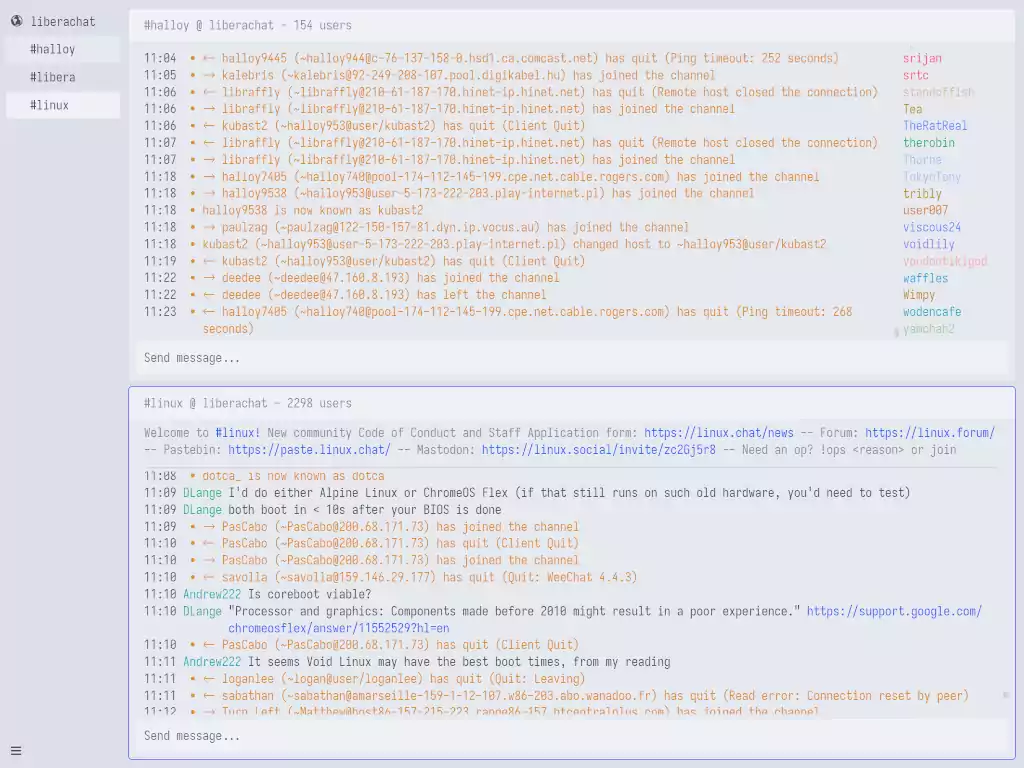 liberachat
#halloy
#libera
#linux
#halloy @ liberachat - 154 users
11:04 • ← halloy9445 (~halloy944@c-76-137-158-0.hsd1.ca.comcast.net) has quit (Ping timeout: 252 seconds)
11:05 • → kalebris (~kalebris@92-249-208-107.pool.digikabel.hu) has joined the channel
11:06 • ← libraffly (~libraffly@210-61-187-170.hinet-ip.hinet.net) has quit (Remote host closed the connection)
11:06 • → libraffly (~libraffly@210-61-187-170.hinet-ip.hinet.net) has joined the channel
11:06 • ← kubast2 (~halloy953@user/kubast2) has quit (Client Quit)
11:07 • ← libraffly (~libraffly@210-61-187-170.hinet-ip.hinet.net) has quit (Remote host closed the connection)
11:07 • → libraffly (~libraffly@210-61-187-170.hinet-ip.hinet.net) has joined the channel
11:18 • → halloy7405 (~halloy740@pool-174-112-145-199.cpe.net.cable.rogers.com) has joined the channel
11:18 • → halloy9538 (~halloy953@user-5-173-222-203.play-internet.pl) has joined the channel
11:18 • halloy9538 is now known as kubast2
11:18 • → paulzag (~paulzag@122-150-157-81.dyn.ip.vocus.au) has joined the channel
11:18 • kubast2 (~halloy953@user-5-173-222-203.play-internet.pl) changed host to ~halloy953@user/kubast2
11:19 • ← kubast2 (~halloy953@user/kubast2) has quit (Client Quit)
11:22 • → deedee (~deedee@47.160.8.193) has joined the channel
11:22 • ← deedee (~deedee@47.160.8.193) has left the channel
11:23 • ← halloy7405 (~halloy740@pool-174-112-145-199.cpe.net.cable.rogers.com) has quit (Ping timeout: 268
seconds)
srijan
srtc
standoffish
Tea
TheRatReal
therobin
Thorne
TokynTony
tribly
user007
viscous24
voidlily
voodootikigod
waffles
Wimpy
wodencafe
yamchah2
Send message...
#linux @ liberachat - 2298 users
Welcome to #linux! New community Code of Conduct and Staff Application form: https://linux.chat/news -- Forum: https://linux.forum/
-- Pastebin: https://paste.linux.chat/ -- Mastodon: https://linux.social/invite/zc2Gj5r8 -- Need an op? !ops <reason> or join
11:08 • dotca_ is now known as dotca
11:09 DLange I'd do either Alpine Linux or ChromeOS Flex (if that still runs on such old hardware, you'd need to test)
11:09 DLange both boot in < 10s after your BIOS is done
11:09 • → PasCabo (~PasCabo@200.68.171.73) has joined the channel
11:10 • ← PasCabo (~PasCabo@200.68.171.73) has quit (Client Quit)
11:10 • → PasCabo (~PasCabo@200.68.171.73) has joined the channel
11:10 • ← savolla (~savolla@159.146.29.177) has quit (Quit: WeeChat 4.4.3)
11:10 Andrew222 Is coreboot viable?
11:10 DLange "Processor and graphics: Components made before 2010 might result in a poor experience." https://support.google.com/
chromeosflex/answer/11552529?hl=en
11:10 • ← PasCabo (~PasCabo@200.68.171.73) has quit (Client Quit)
11:11 Andrew222 It seems Void Linux may have the best boot times, from my reading
11:11 • ← loganlee (~logan@user/loganlee) has quit (Quit: Leaving)
11:11 • ← sabathan (~sabathan@amarseille-159-1-12-107.w86-203.abo.wanadoo.fr) has quit (Read error: Connection reset by peer)
11:12 • → Turn_Left (~Matthew@host86-157-215-223.range86-157.btcentralplus.com) has joined the channel
Send message...